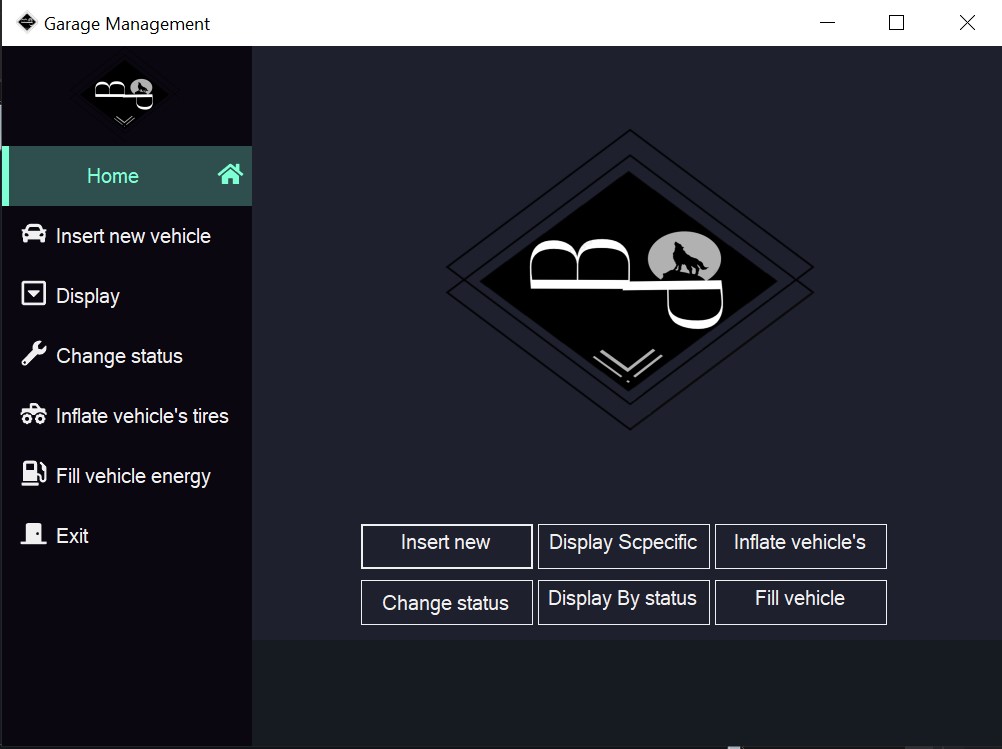 Garage Management
Home
Insert new vehicle
Display
Change status
Inflate vehicle's tires
Fill vehicle energy
Exit
B
d
Insert new
Display Scpecific
Inflate vehicle's
Change status
Display By status
Fill vehicle